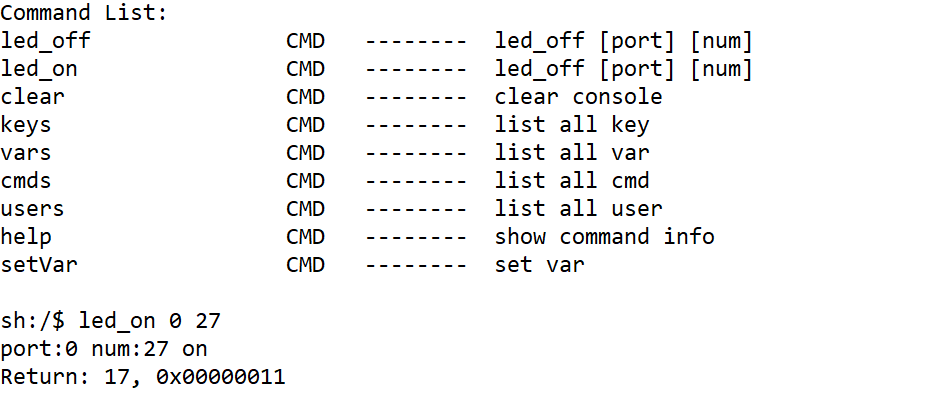 Command List:
led_off               CMD   --------  led_off [port] [num]
led_on                CMD   --------  led_off [port] [num]
clear                 CMD   --------  clear console
keys                  CMD   --------  list all key
vars                  CMD   --------  list all var
cmds                  CMD   --------  list all cmd
users                 CMD   --------  list all user
help                  CMD   --------  show command info
setVar                CMD   --------  set var

sh:/$ led_on 0 27
port:0 num:27 on
Return: 17, 0x00000011